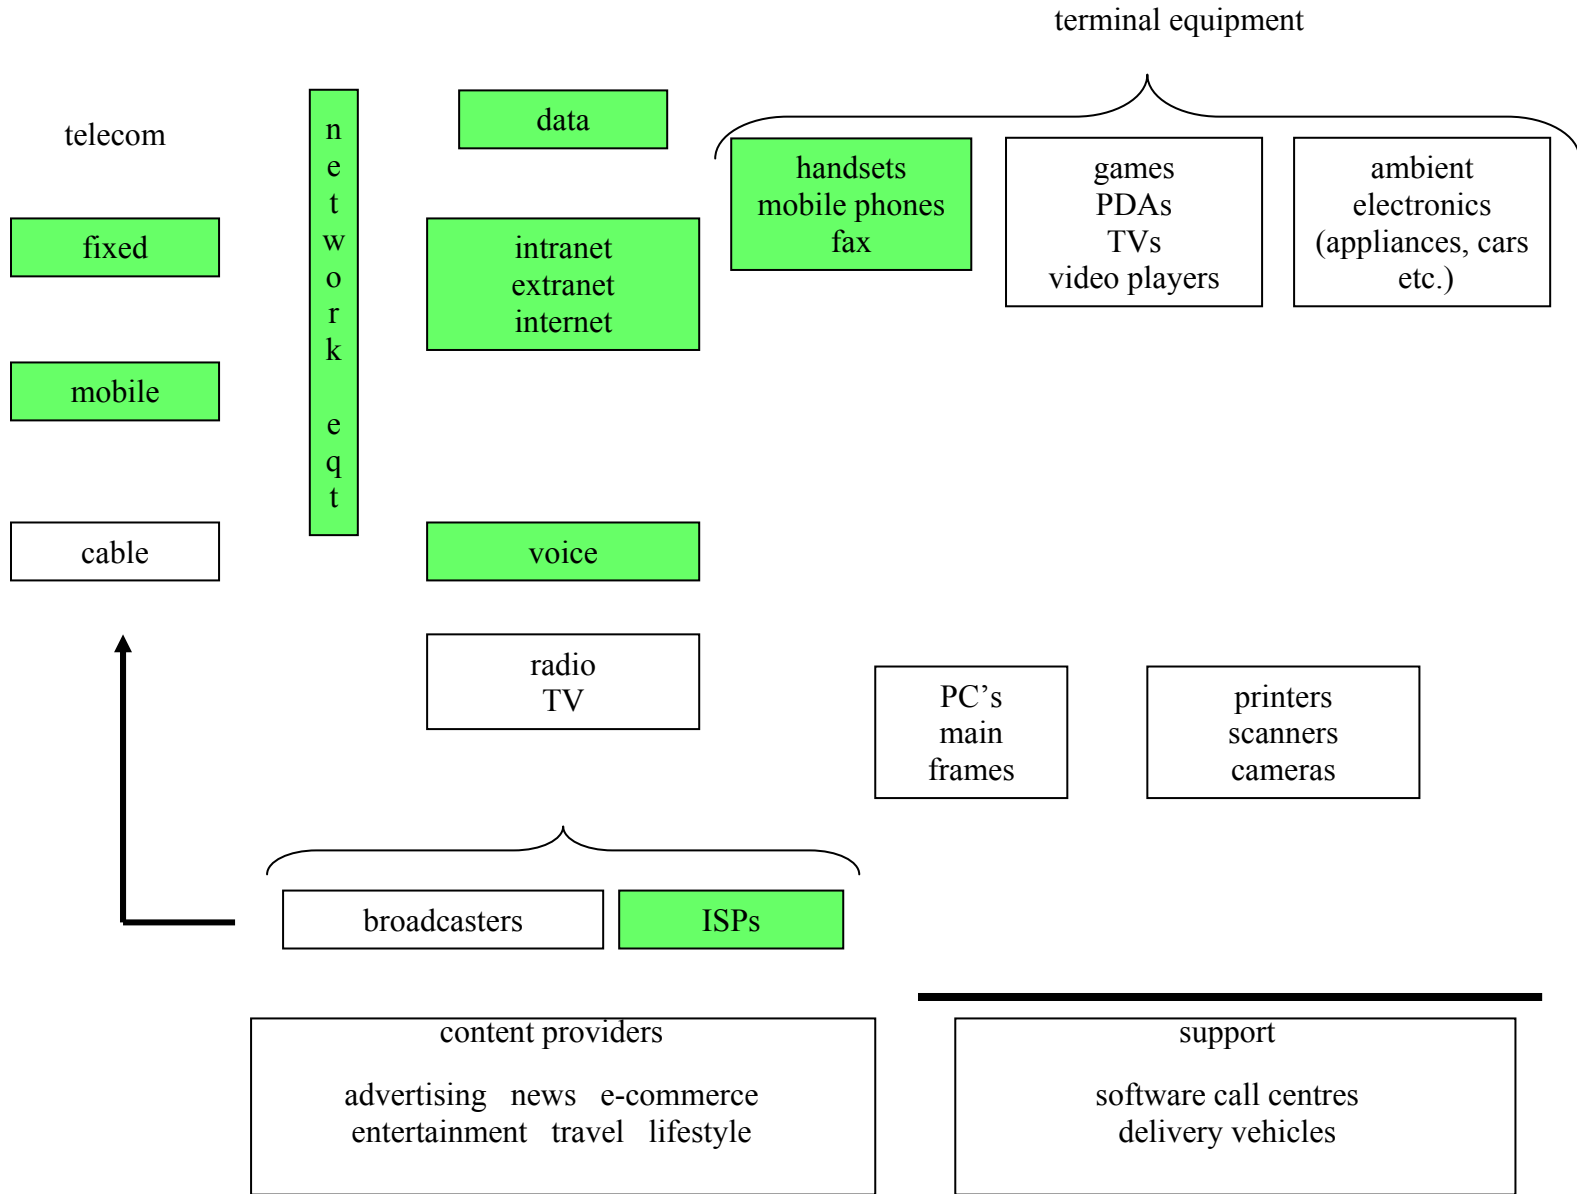 terminal equipment
telecom
network eqt
data
handsets
mobile phones
fax
games
PDAs
TVs
video players
ambient
electronics
(appliances, cars
etc.)
fixed
intranet
extranet
internet
mobile
cable
voice
radio
TV
PC’s
main
frames
printers
scanners
cameras
broadcasters
ISPs
content providers
advertising news e-commerce
entertainment travel lifestyle
support
software call centres
delivery vehicles